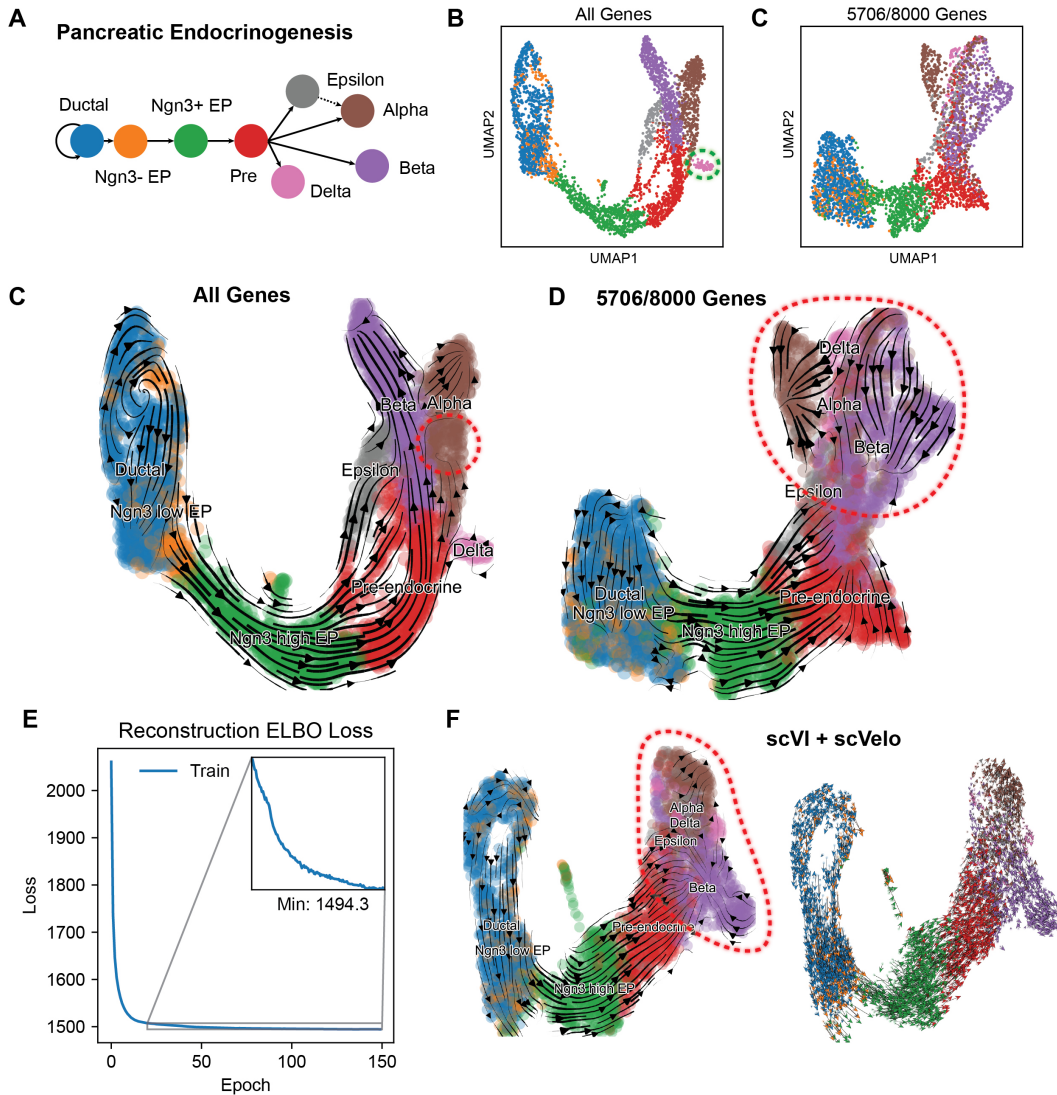 A
Pancreatic Endocrinogenesis
Ductal
Ngn3+ EP
Epsilon
Alpha
Ngn3- EP
Pre
Delta
Beta
B
All Genes
UMAP2
UMAP1
C
5706/8000 Genes
UMAP2
UMAP1
C
All Genes
Beta
Alpha
Ductal
Epsilon
Ngn3 low EP
Delta
Pre-endocrine
Ngn3 high EP
D
5706/8000 Genes
Delta
Alpha
Beta
Epsilon
Ductal
Pre-endocrine
Ngn3 low EP
Ngn3 high EP
E
Reconstruction ELBO Loss
Train
2000
1900
1800
1700
1600
1500
Loss
Min: 1494.3
0
50
100
150
Epoch
F
scVI + scVelo
Alpha
Delta
Epsilon
Beta
Ductal
Pre-endocrine
Ngn3 low EP
Ngn3 high EP